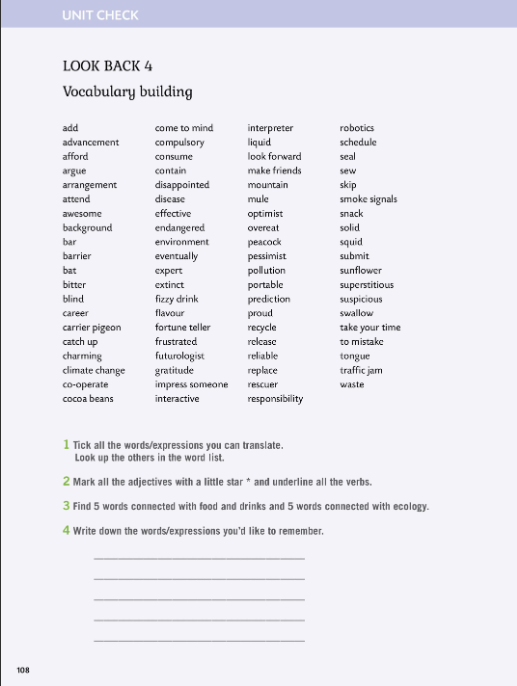 UNIT CHECK
LOOK BACK 4
Vocabulary building
add
advancement
afford
argue
arrangement
attend
awesome
background
bar
barrier
bat
bitter
blind
career
carrier pigeon
catch up
charming
climate change
co-operate
cocoa beans
come to mind
compulsory
consume
contain
disappointed
disease
effective
endangered
environment
eventually
expert
extinct
fizzy drink
flavour
fortune teller
frustrated
futurologist
gratitude
impress someone
interactive
interpreter
liquid
look forward
make friends
mountain
mule
optimist
overeat
peacock
pessimist
pollution
portable
prediction
proud
recycle
release
reliable
replace
rescuer
responsibility
robotics
schedule
seal
sew
skip
smoke signals
snack
solid
squid
submit
sunflower
superstitious
suspicious
swallow
take your time
to mistake
tongue
traffic jam
waste
1 Tick all the words/expressions you can translate.
Look up the others in the word list.
2 Mark all the adjectives with a little star * and underline all the verbs.
3 Find 5 words connected with food and drinks and 5 words connected with ecology.
4 Write down the words/expressions you'd like to remember.
108